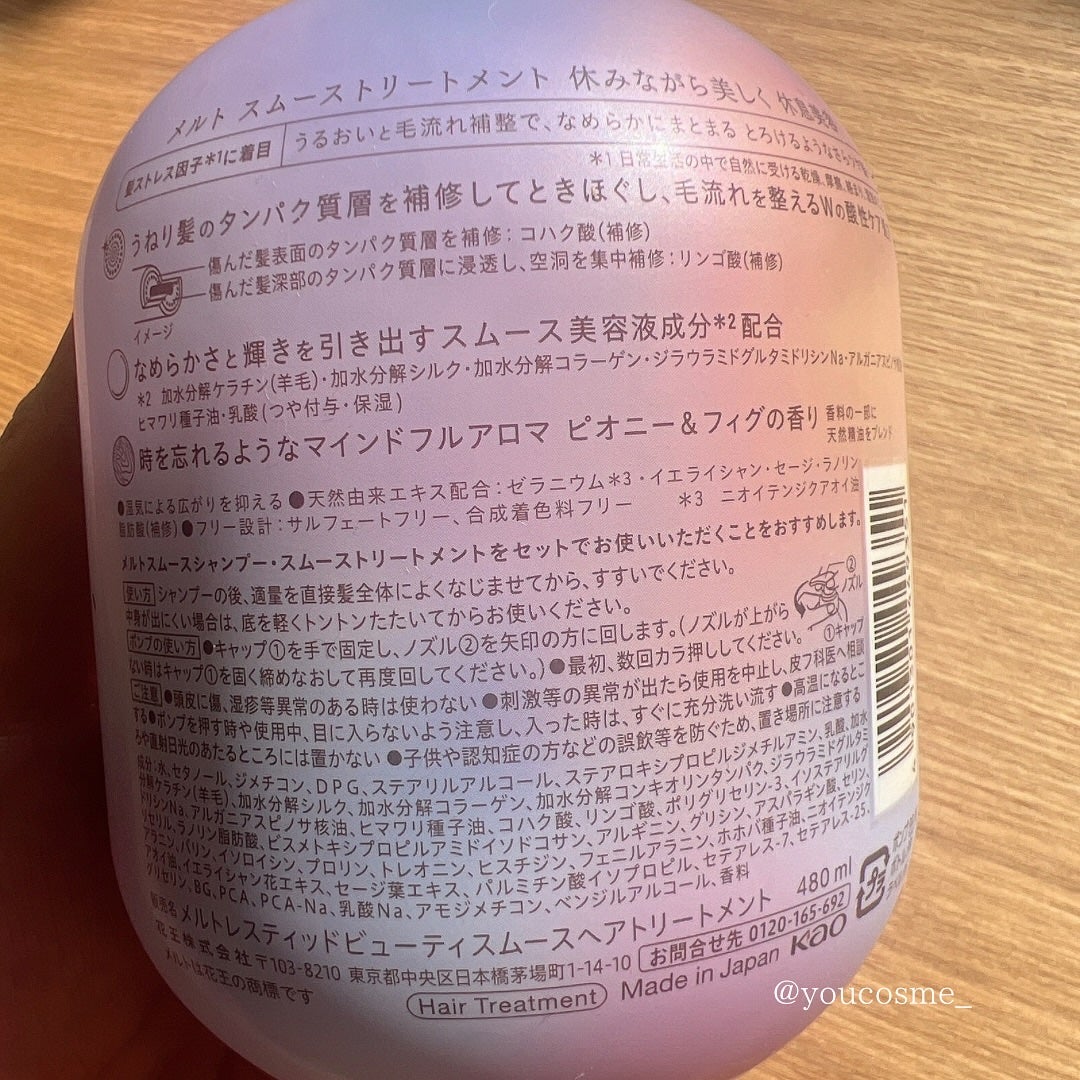 メルト スムーストリートメント 休みながら美しく 休息美容
髪ストレス因子*1に着目
うるおいと毛流れ補整で、なめらかにまとまる とろけるような
*1 日常生活の中で自然に受ける乾燥、摩擦、
うねり髪のタンパク質層を補修してときほぐし、毛流れを整えるWの酸性ケア
傷んだ髪表面のタンパク質層を補修：コハク酸(補修)
傷んだ髪深部のタンパク質層に浸透し、空洞を集中補修：リンゴ酸(補修)
イメージ
なめらかさと輝きを引き出すスムース美容液成分*2配合
*2 加水分解ケラチン(羊毛)・加水分解シルク・加水分解コラーゲン・ジラウラミドグルタミドリシンNa・アルガニアスピノサ核油
ヒマワリ種子油・乳酸(つや付与・保湿)
時を忘れるようなマインドフルアロマ ピオニー＆フィグの香り
香料の一部に
天然精油をブレンド
●湿気による広がりを抑える ●天然由来エキス配合：ゼラニウム*3・イエライシャン・セージ・ラノリン
脂肪酸(補修) ●フリー設計：サルフェートフリー、合成着色料フリー *3 ニオイテンジクアオイ油
メルトスムースシャンプー・スムーストリートメントをセットでお使いいただくことをおすすめします。
使い方 シャンプーの後、適量を直接髪全体によくなじませてから、すすいでください。
中身が出にくい場合は、底を軽くトントンたたいてからお使いください。
②ノズル
①キャップ
ポンプの使い方 ●キャップ①を手で固定し、ノズル②を矢印の方に回します。(ノズルが上がら
ない時はキャップ①を固く締めなおして再度回してください。) ●最初、数回カラ押ししてください。
ご注意 ●頭皮に傷、湿疹等異常のある時は使わない ●刺激等の異常が出たら使用を中止し、皮フ科医へ相談
する ●ポンプを押す時や使用中、目に入らないよう注意し、入った時は、すぐに充分洗い流す ●高温になるとこ
ろや直射日光のあたるところには置かない ●子供や認知症の方などの誤飲等を防ぐため、置き場所に注意する
成分：水、セタノール、ジメチコン、DPG、ステアリルアルコール、ステアロキシプロピルジメチルアミン、乳酸、加水
分解ケラチン(羊毛)、加水分解シルク、加水分解コラーゲン、加水分解コンキオリンタンパク、ジラウラミドグルタミ
ドリシンNa、アルガニアスピノサ核油、ヒマワリ種子油、コハク酸、リンゴ酸、ポリグリセリン-3、イソステアリルグ
リセリル、ラノリン脂肪酸、ビスメトキシプロピルアミドイソドコサン、アルギニン、グリシン、アスパラギン酸、セリン、
アラニン、バリン、イソロイシン、プロリン、トレオニン、ヒスチジン、フェニルアラニン、ホホバ種子油、ニオイテンジク
アオイ油、イエライシャン花エキス、セージ葉エキス、パルミチン酸イソプロピル、セテアレス-7、セテアレス-25、
グリセリン、BG、PCA、PCA-Na、乳酸Na、アモジメチコン、ベンジルアルコール、香料
販売名 メルトレスティッドビューティスムースヘアトリートメント 480ml
花王株式会社 〒103-8210 東京都中央区日本橋茅場町1-14-10 お問合せ先 0120-165-692
メルトは花王の商標です
Hair Treatment Made in Japan Kao
@youcosme_